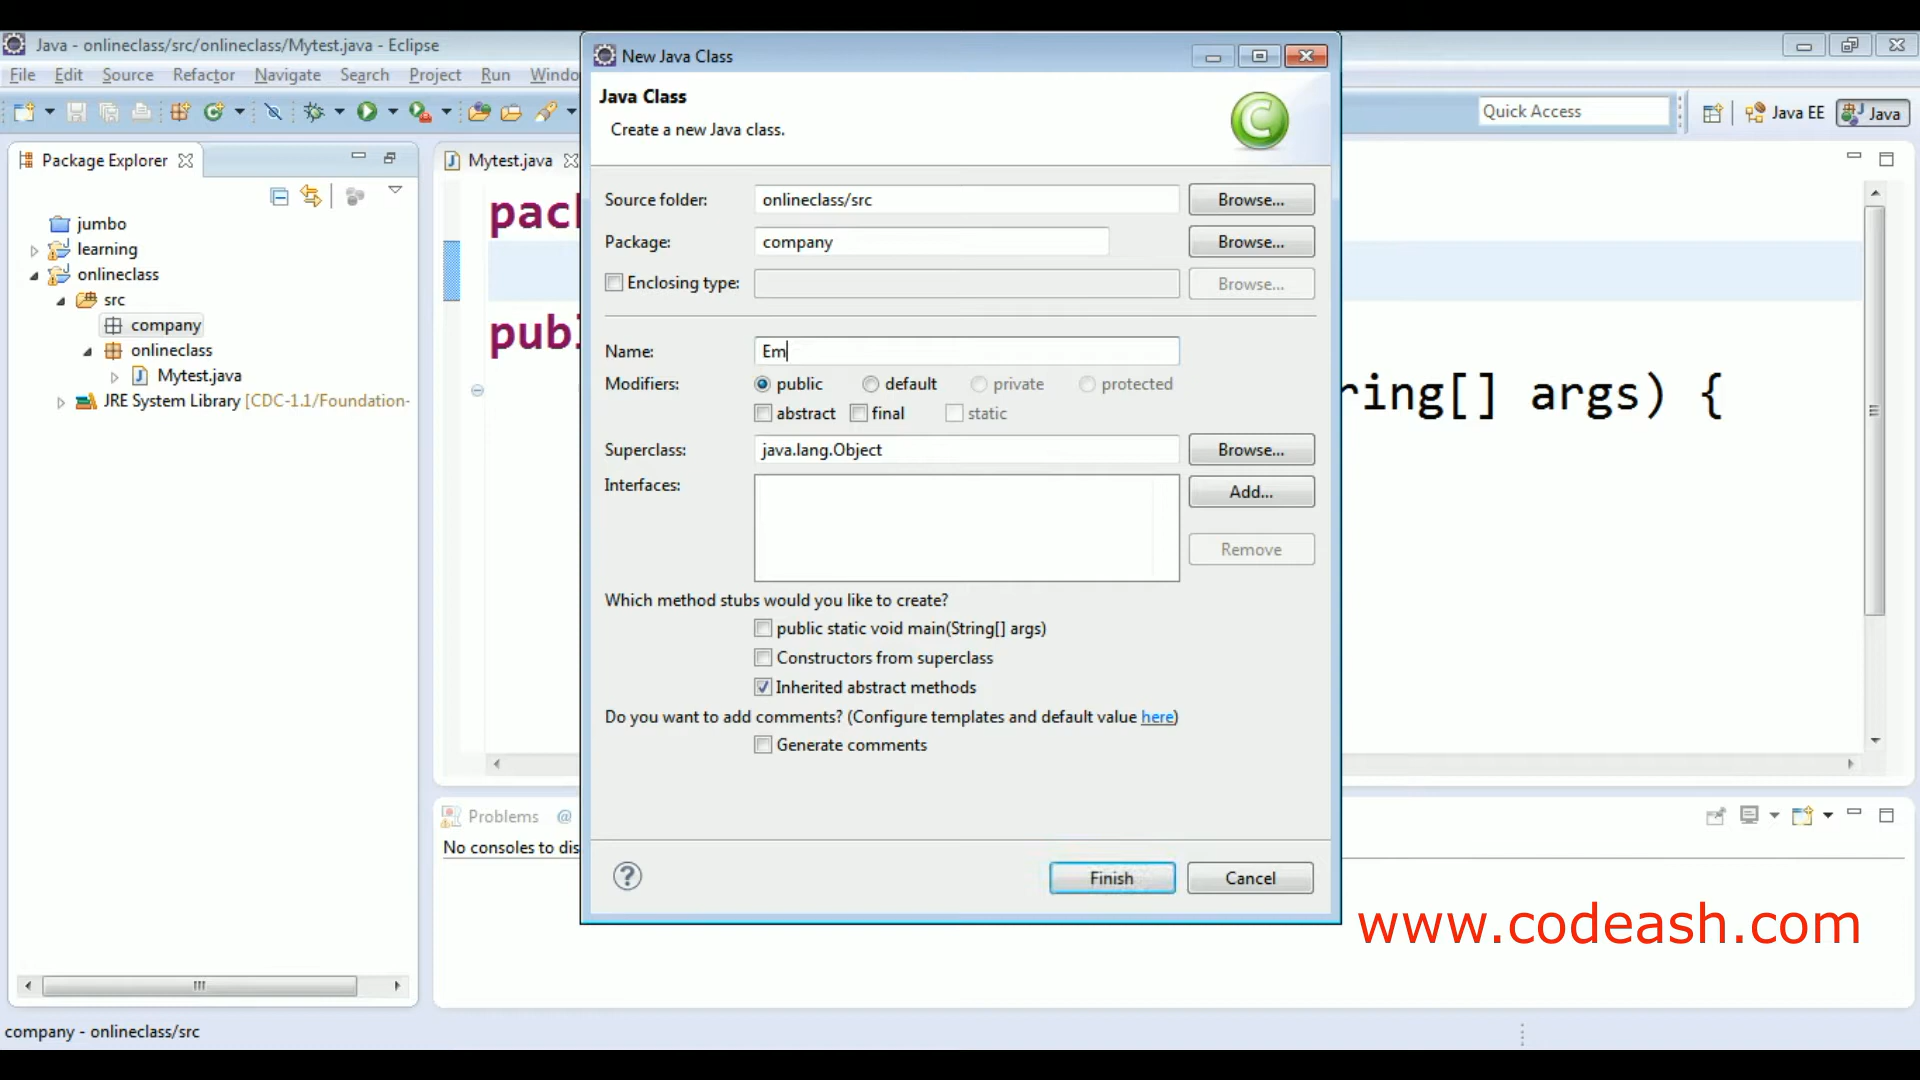 Java - onlineclass/src/onlineclass/Mytest.java - Eclipse
File Edit Source Refactor Navigate Search Project Run Windo
Quick Access
Java EE
Java
Package Explorer
jumbo
learning
onlineclass
src
company
onlineclass
Mytest.java
JRE System Library [CDC-1.1/Foundation-
Mytest.java
pack
publ
ring[] args) {
New Java Class
Java Class
Create a new Java class.
Source folder: onlineclass/src Browse...
Package: company Browse...
Enclosing type: Browse...
Name: Em
Modifiers: public default private protected
abstract final static
Superclass: java.lang.Object Browse...
Interfaces: Add...
Remove
Which method stubs would you like to create?
public static void main(String[] args)
Constructors from superclass
Inherited abstract methods
Do you want to add comments? (Configure templates and default value here)
Generate comments
Finish Cancel
Problems @
No consoles to dis
www.codeash.com
company - onlineclass/src